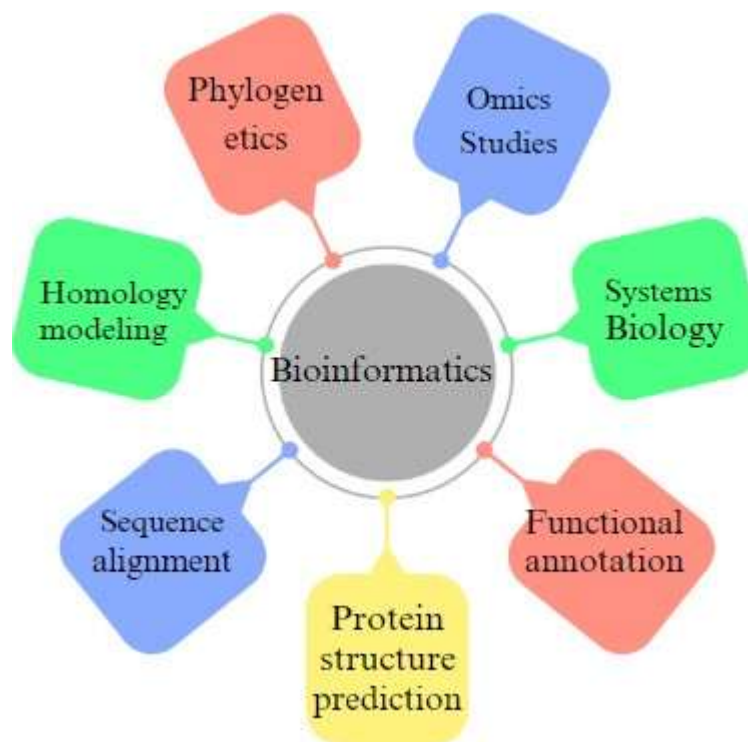 Phylogen
etics
Omics
Studies
Homology
modeling
Systems
Biology
Bioinformatics
Sequence
alignment
Functional
annotation
Protein
structure
prediction